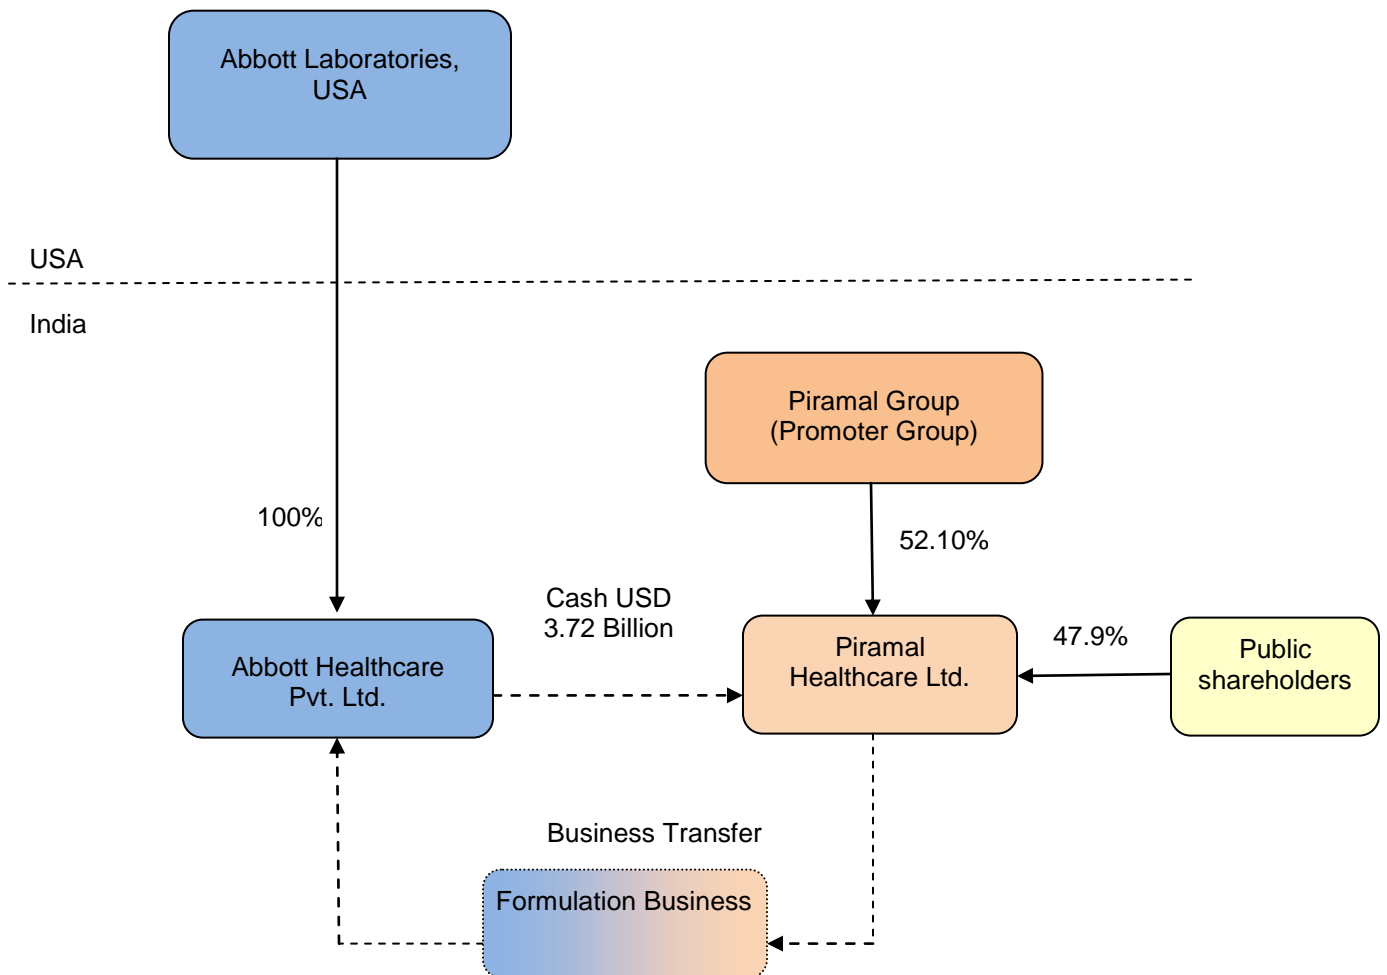 Abbott Laboratories,
USA
USA
India
Piramal Group
(Promoter Group)
100%
52.10%
Cash USD
3.72 Billion
47.9%
Abbott Healthcare
Pvt. Ltd.
Piramal
Healthcare Ltd.
Public
shareholders
Business Transfer
Formulation Business